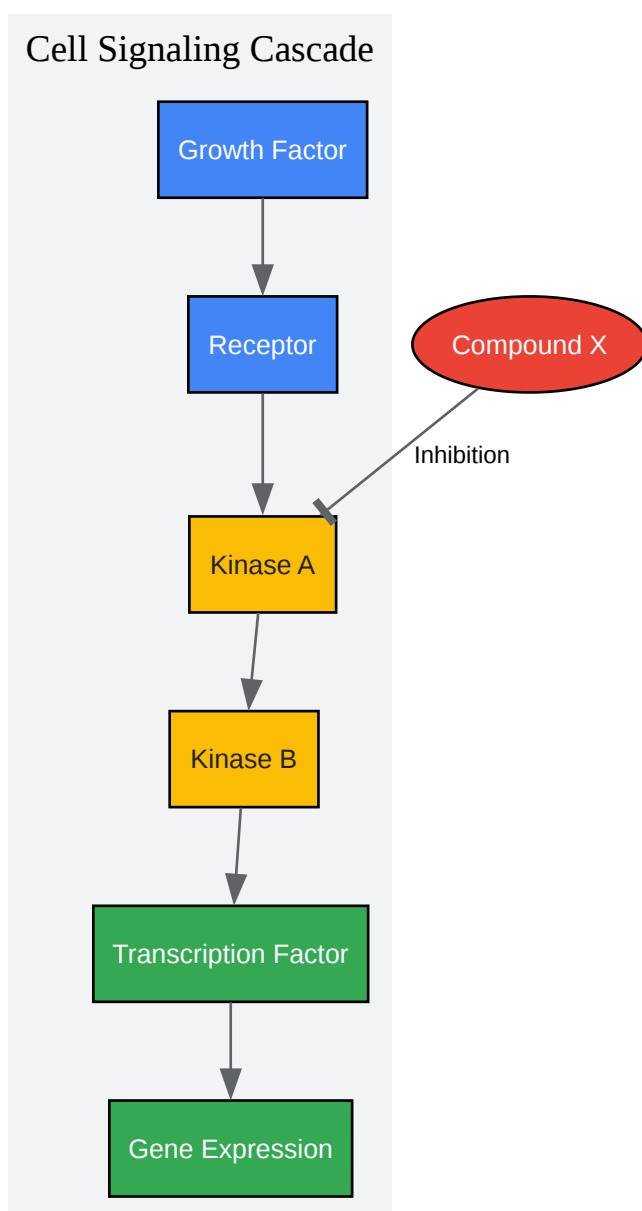 Cell Signaling Cascade
Growth Factor
Receptor
Compound X
Inhibition
Kinase A
Kinase B
Transcription Factor
Gene Expression